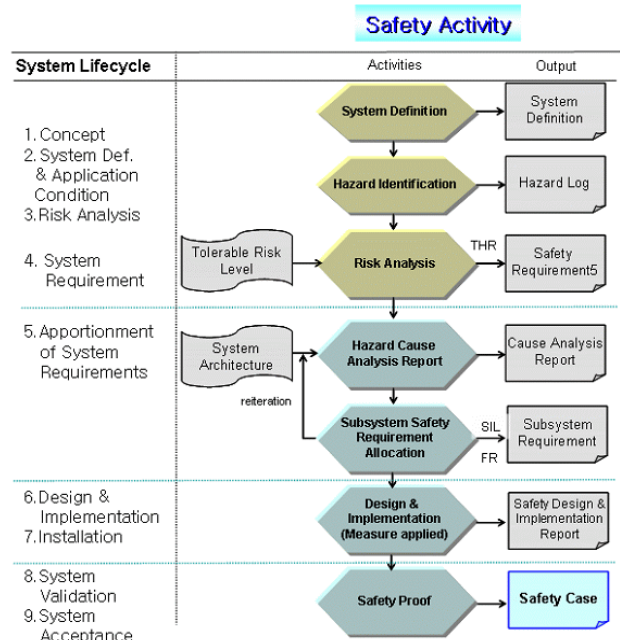 Safety Activity
System Lifecycle
Activities
Output
1. Concept
2. System Def.
& Application
Condition
3. Risk Analysis
4. System
Requirement
5. Apportionment
of System
Requirements
6. Design &
Implementation
7. Installation
8. System
Validation
9. System
Acceptance
System Definition
System
Definition
Hazard Identification
Hazard Log
Tolerable Risk
Level
Risk Analysis
THR
Safety
Requirement5
System
Architecture
Hazard Cause
Analysis Report
Cause Analysis
Report
reiteration
Subsystem Safety
Requirement
Allocation
SIL
FR
Subsystem
Requirement
Design &
Implementation
(Measure applied)
Safety Design &
Implementation
Report
Safety Proof
Safety Case